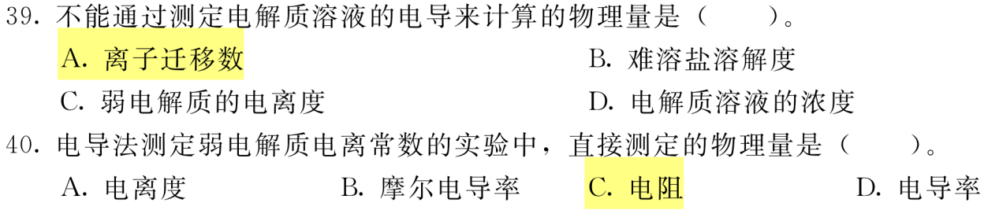 39. 不能通过测定电解质溶液的电导来计算的物理量是（　　）。
A. 离子迁移数　　B. 难溶盐溶解度
C. 弱电解质的电离度　　D. 电解质溶液的浓度
40. 电导法测定弱电解质电离常数的实验中，直接测定的物理量是（　　）。
A. 电离度　　B. 摩尔电导率　　C. 电阻　　D. 电导率